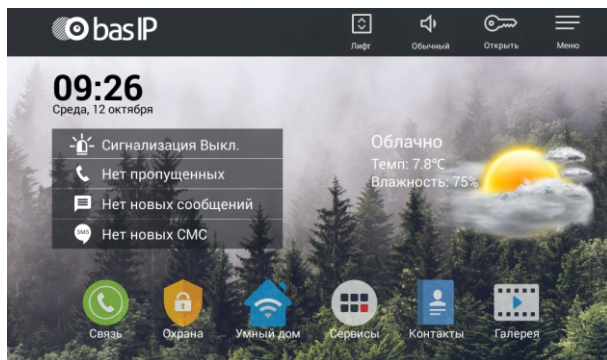 bas IP
Лифт
Обычный
Открыть
Меню
09:26
Среда, 12 октября
Сигнализация Выкл.
Нет пропущенных
Нет новых сообщений
SMS
Нет новых СМС
Облачно
Темп: 7.8℃
Влажность: 75%
Связь
Охрана
Умный дом
Сервисы
Контакты
Галерея